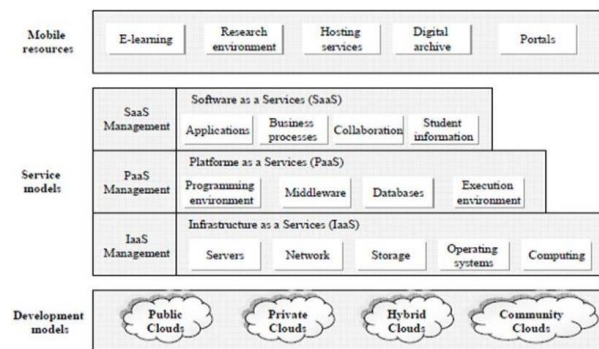 Mobile resources
E-learning
Research environment
Hosting services
Digital archive
Portals
Service models
SaaS Management
Software as a Services (SaaS)
Applications
Business processes
Collaboration
Student information
PaaS Management
Platforme as a Services (PaaS)
Programming environment
Middleware
Databases
Execution environment
IaaS Management
Infrastructure as a Services (IaaS)
Servers
Network
Storage
Operating systems
Computing
Development models
Public Clouds
Private Clouds
Hybrid Clouds
Community Clouds